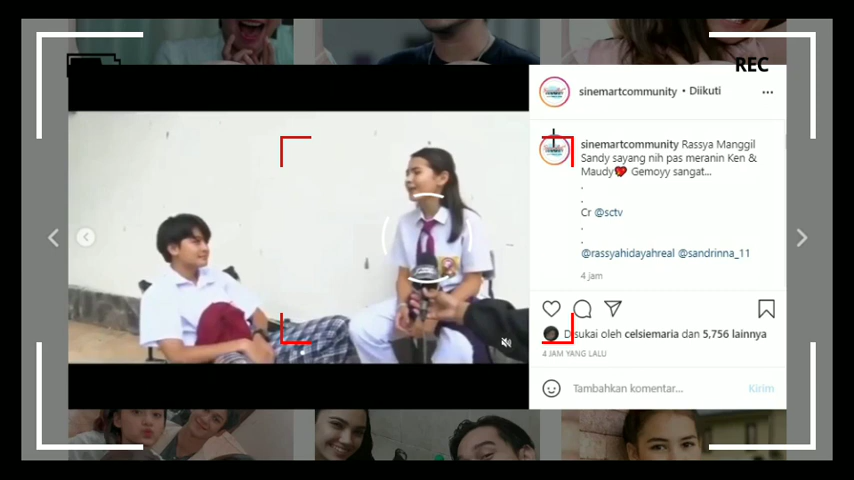 REC
sinemartcommunity • Diikuti
sinemartcommunity Rassya Manggil
Sandy sayang nih pas meranin Ken &
Maudy💖 Gemoyy sangat...
.
.
Cr @sctv
.
.
@rassyahidayahreal @sandrinna_11
4 Jam
Disukai oleh celsiemaria dan 5,756 lainnya
4 JAM YANG LALU
Tambahkan komentar...
Kirim